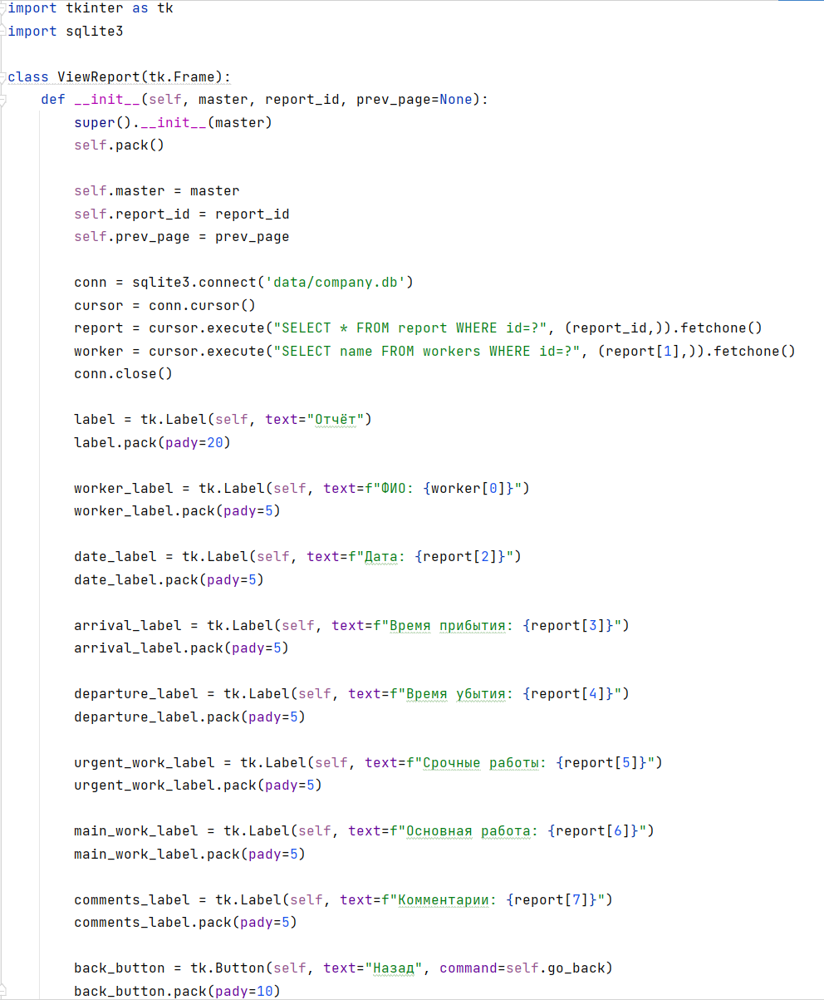 import tkinter as tk
import sqlite3
class ViewReport(tk.Frame):
    def __init__(self, master, report_id, prev_page=None):
        super().__init__(master)
        self.pack()
        self.master = master
        self.report_id = report_id
        self.prev_page = prev_page
        conn = sqlite3.connect('data/company.db')
        cursor = conn.cursor()
        report = cursor.execute("SELECT * FROM report WHERE id=?", (report_id,)).fetchone()
        worker = cursor.execute("SELECT name FROM workers WHERE id=?", (report[1],)).fetchone()
        conn.close()
        label = tk.Label(self, text="Отчёт")
        label.pack(pady=20)
        worker_label = tk.Label(self, text=f"ФИО: {worker[0]}")
        worker_label.pack(pady=5)
        date_label = tk.Label(self, text=f"Дата: {report[2]}")
        date_label.pack(pady=5)
        arrival_label = tk.Label(self, text=f"Время прибытия: {report[3]}")
        arrival_label.pack(pady=5)
        departure_label = tk.Label(self, text=f"Время убытия: {report[4]}")
        departure_label.pack(pady=5)
        urgent_work_label = tk.Label(self, text=f"Срочные работы: {report[5]}")
        urgent_work_label.pack(pady=5)
        main_work_label = tk.Label(self, text=f"Основная работа: {report[6]}")
        main_work_label.pack(pady=5)
        comments_label = tk.Label(self, text=f"Комментарии: {report[7]}")
        comments_label.pack(pady=5)
        back_button = tk.Button(self, text="Назад", command=self.go_back)
        back_button.pack(pady=10)